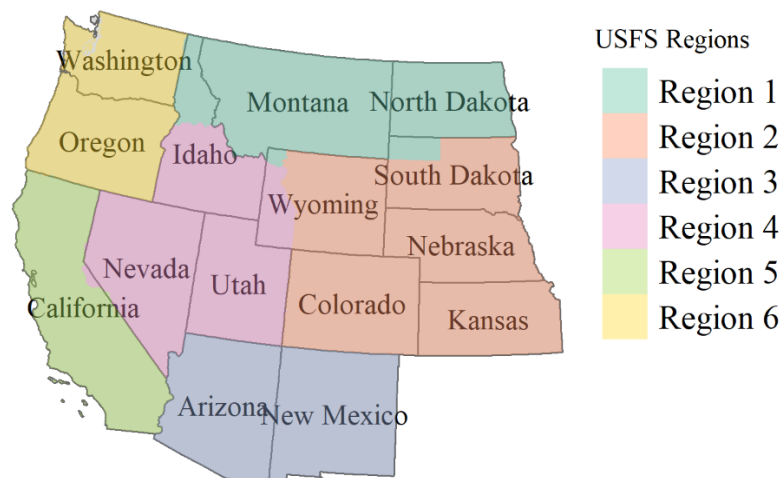 USFS Regions
Region 1
Region 2
Region 3
Region 4
Region 5
Region 6
Washington
Montana
North Dakota
Oregon
Idaho
South Dakota
Wyoming
Nebraska
Nevada
Utah
Colorado
California
Kansas
Arizona
New Mexico